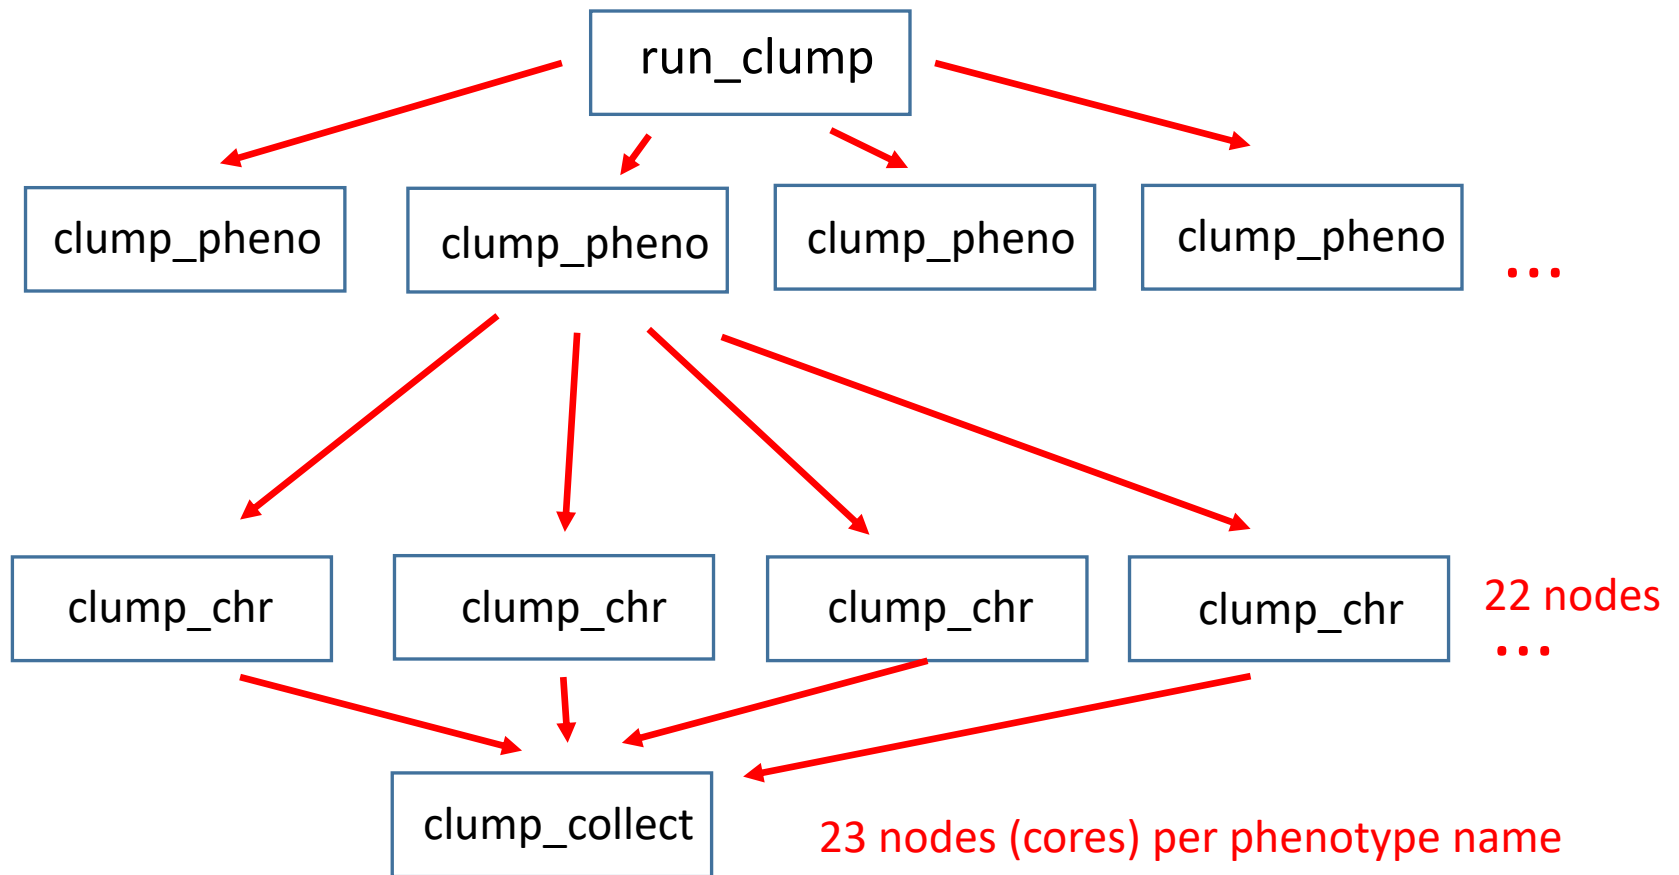 run_clump
clump_pheno
clump_pheno
clump_pheno
clump_pheno
...
clump_chr
clump_chr
clump_chr
clump_chr
22 nodes
...
clump_collect
23 nodes (cores) per phenotype name